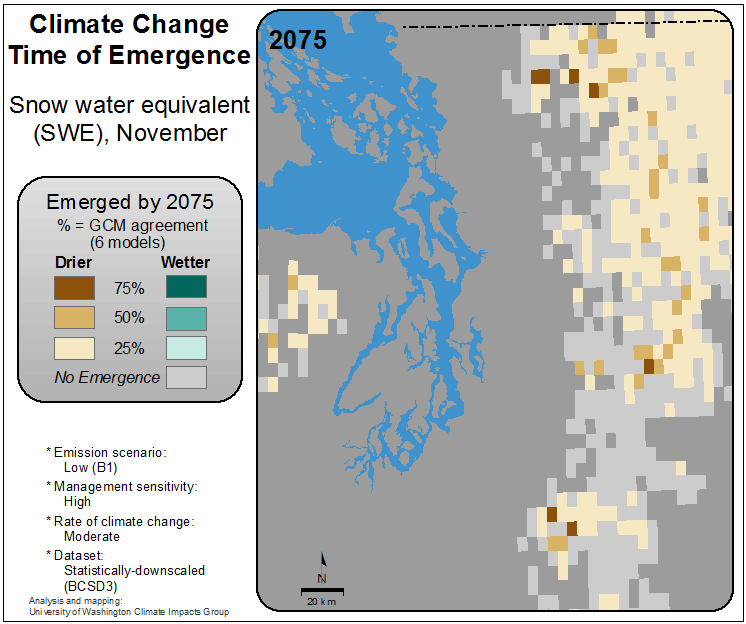 Climate Change
Time of Emergence
Snow water equivalent
(SWE), November
Emerged by 2075
% = GCM agreement
(6 models)
Drier Wetter
75%
50%
25%
No Emergence
* Emission scenario:
Low (B1)
* Management sensitivity:
High
* Rate of climate change:
Moderate
* Dataset:
Statistically-downscaled
(BCSD3)
Analysis and mapping:
University of Washington Climate Impacts Group
2075
N
20 km